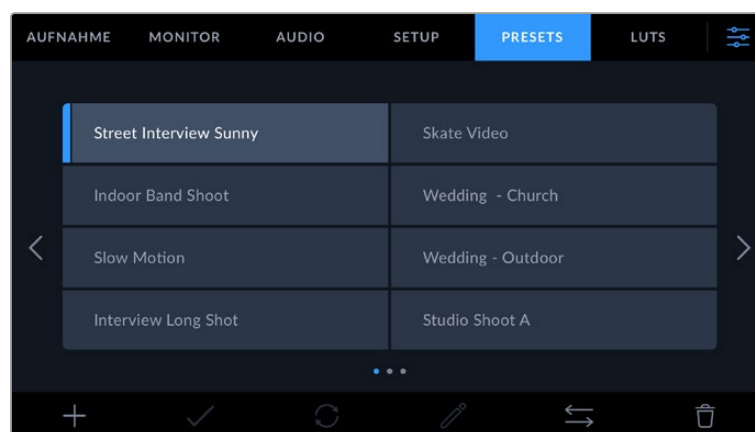 AUFNAHME MONITOR AUDIO SETUP PRESETS LUTS
Street Interview Sunny Skate Video
Indoor Band Shoot Wedding - Church
Slow Motion Wedding - Outdoor
Interview Long Shot Studio Shoot A